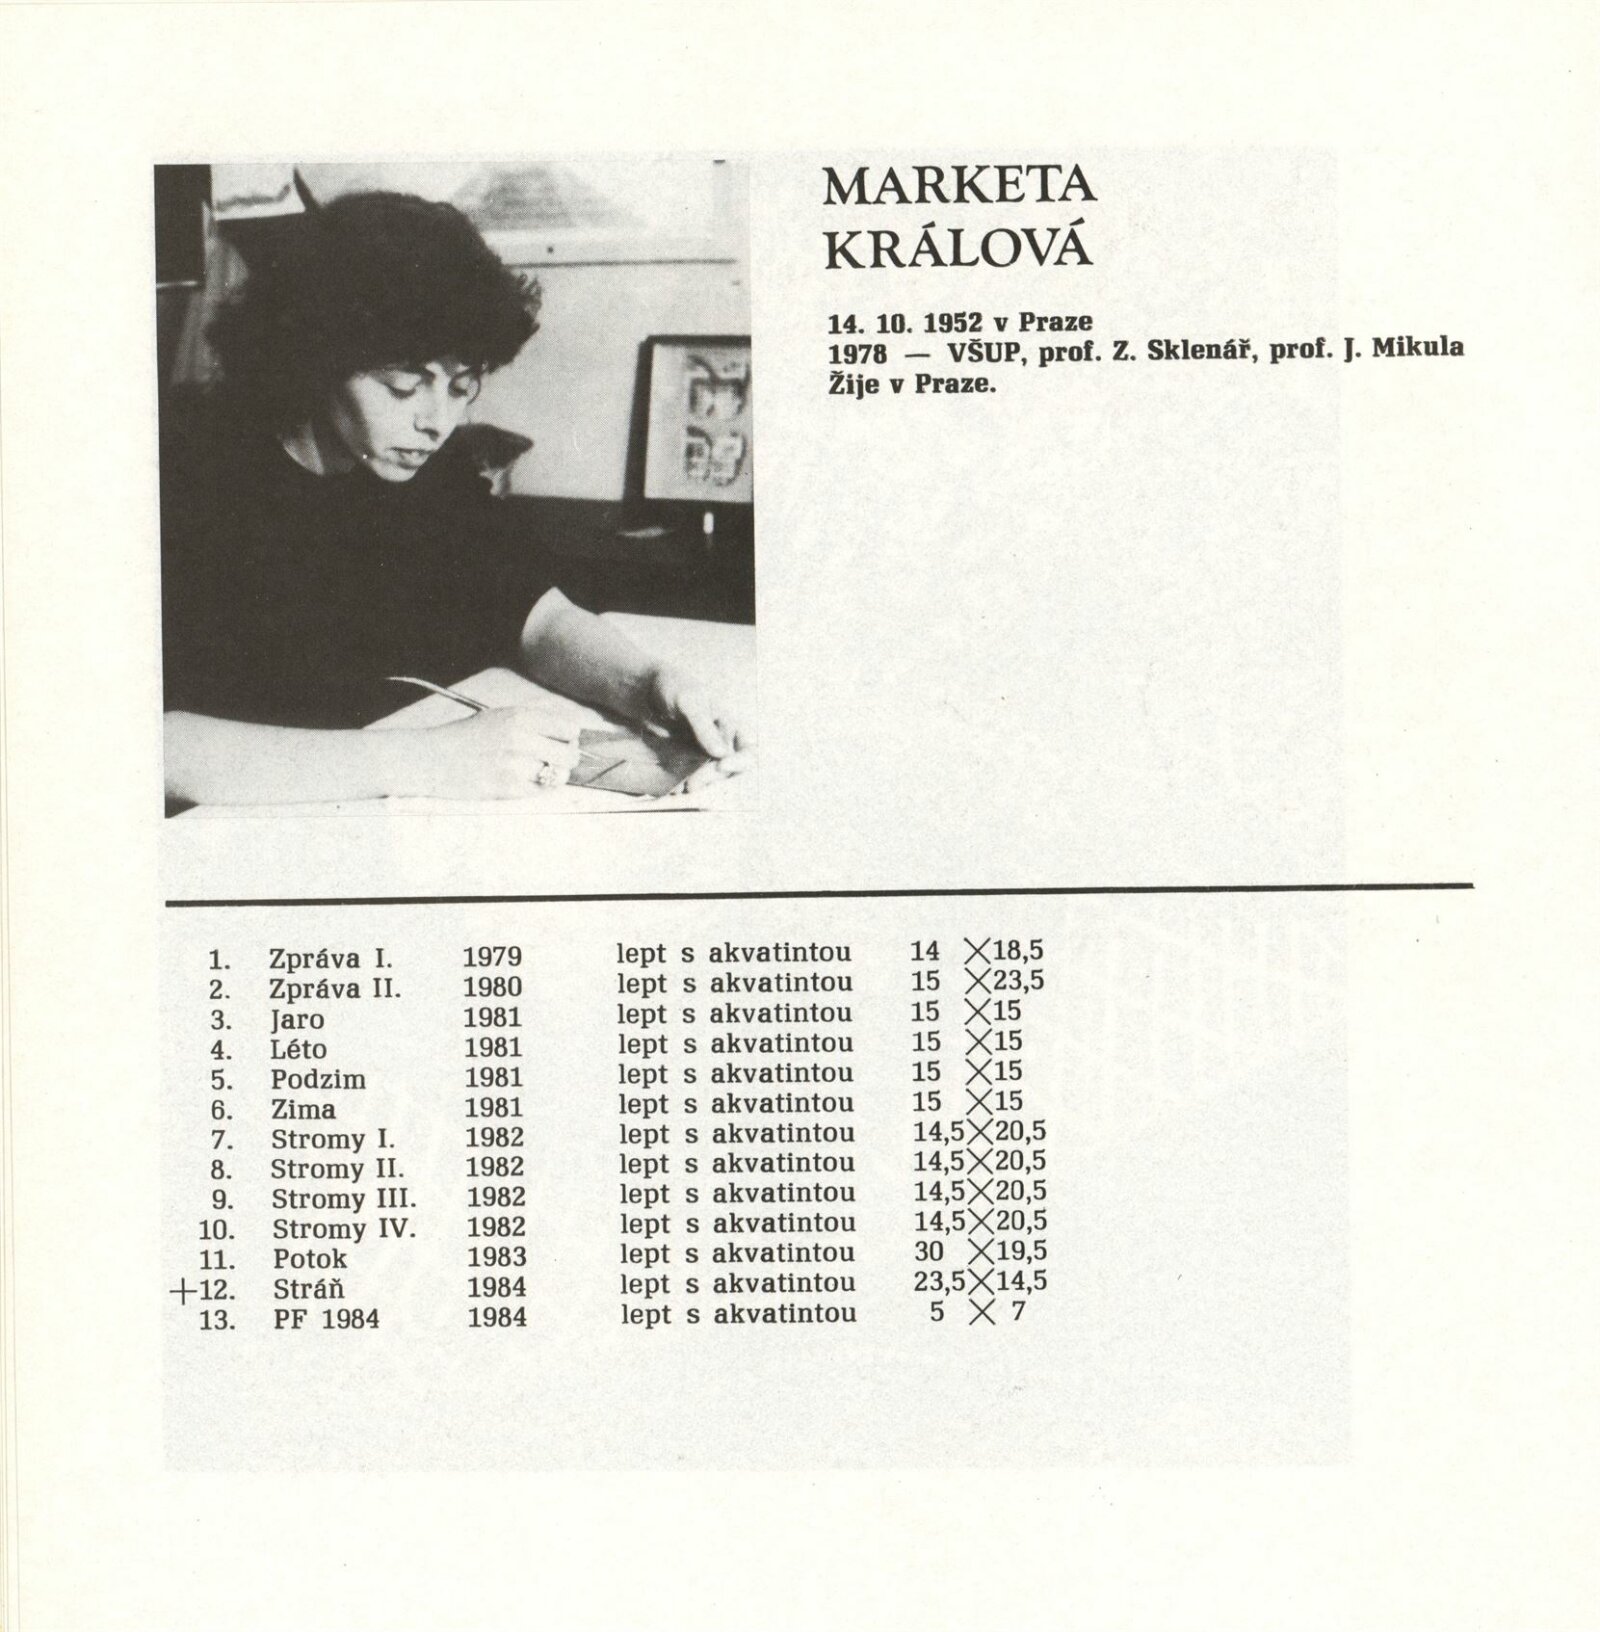 MARKETA
KRÁLOVÁ
14. 10. 1952 v Praze
1978 — VŠUP, prof. Z. Sklenář, prof. J. Mikula
Žije v Praze.
1. Zpráva I. 1979 lept s akvatintou 14 ×18,5
2. Zpráva II. 1980 lept s akvatintou 15 ×23,5
3. Jaro 1981 lept s akvatintou 15 ×15
4. Léto 1981 lept s akvatintou 15 ×15
5. Podzim 1981 lept s akvatintou 15 ×15
6. Zima 1981 lept s akvatintou 15 ×15
7. Stromy I. 1982 lept s akvatintou 14,5×20,5
8. Stromy II. 1982 lept s akvatintou 14,5×20,5
9. Stromy III. 1982 lept s akvatintou 14,5×20,5
10. Stromy IV. 1982 lept s akvatintou 14,5×20,5
11. Potok 1983 lept s akvatintou 30 ×19,5
+12. Stráň 1984 lept s akvatintou 23,5×14,5
13. PF 1984 1984 lept s akvatintou 5 × 7